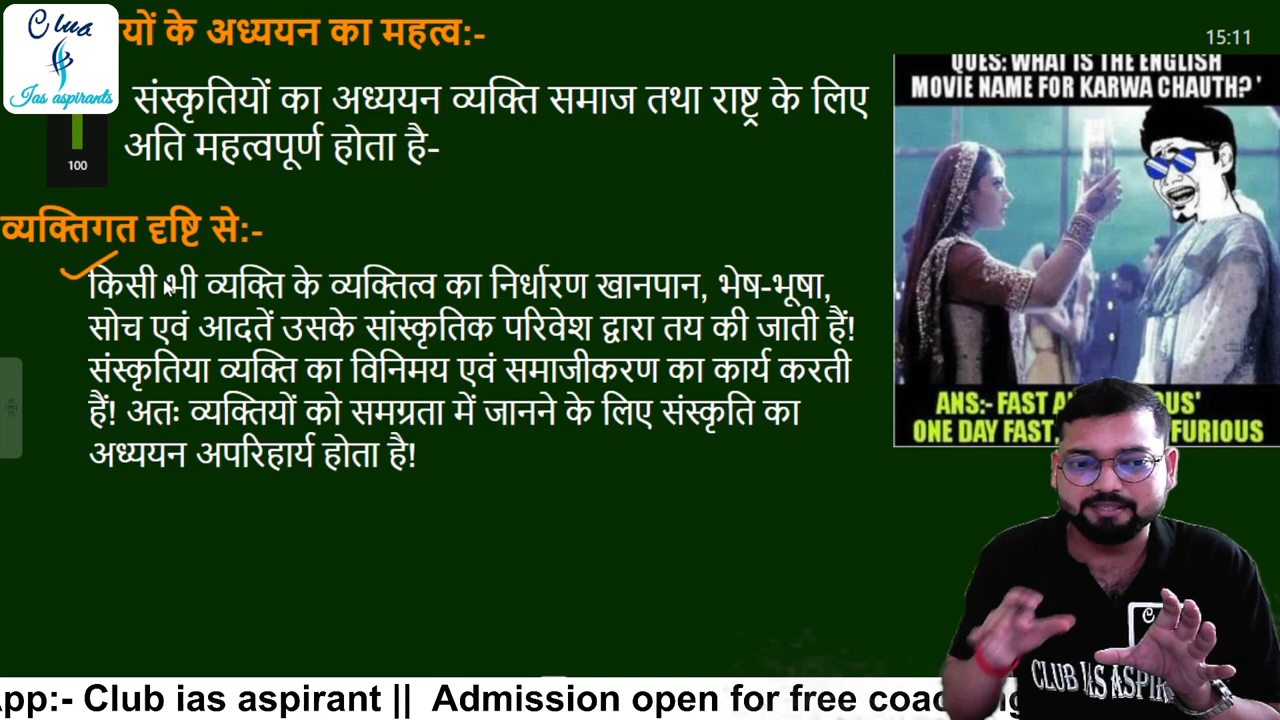 Club
Ias aspirants
यों के अध्ययन का महत्व:-
15:11
संस्कृतियों का अध्ययन व्यक्ति समाज तथा राष्ट्र के लिए
अति महत्वपूर्ण होता है-
100
व्यक्तिगत दृष्टि से:-
किसी भी व्यक्ति के व्यक्तित्व का निर्धारण खानपान, भेष-भूषा,
सोच एवं आदतें उसके सांस्कृतिक परिवेश द्वारा तय की जाती हैं!
संस्कृतिया व्यक्ति का विनिमय एवं समाजीकरण का कार्य करती
हैं! अतः व्यक्तियों को समग्रता में जानने के लिए संस्कृति का
अध्ययन अपरिहार्य होता है!
QUES: WHAT IS THE ENGLISH
MOVIE NAME FOR KARWA CHAUTH? '
ANS:- FAST
ONE DAY FAST, FURIOUS
CLUB IAS
App:- Club ias aspirant || Admission open for free